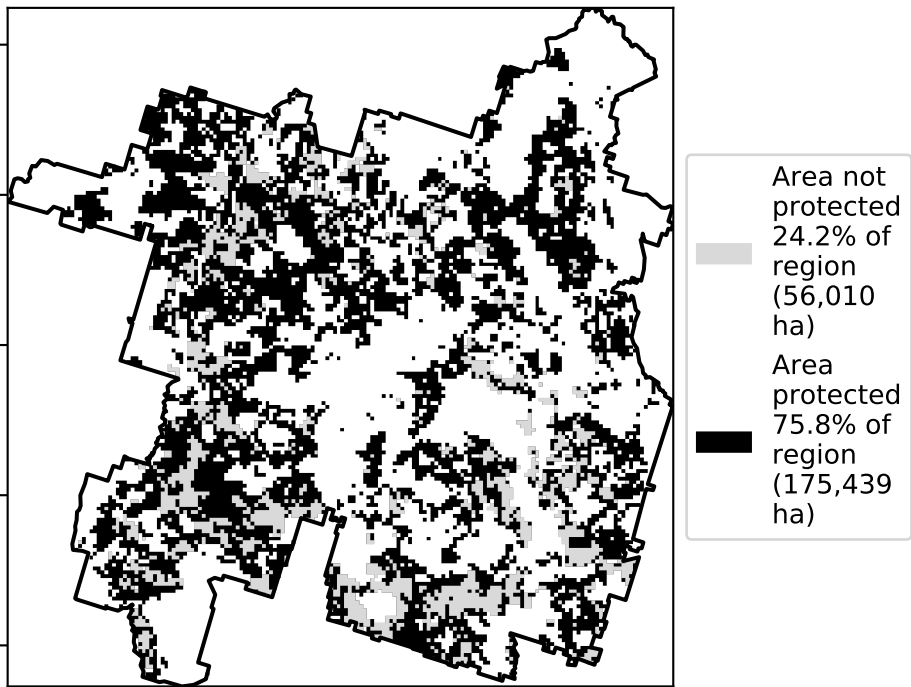 Area not
protected
24.2% of
region
(56,010
ha)
Area
protected
75.8% of
region
(175,439
ha)